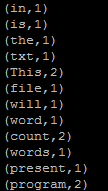 (in,1)
(is,1)
(the,1)
(txt,1)
(This,2)
(file,1)
(will,1)
(word,1)
(count,2)
(words,1)
(present,1)
(program,2)